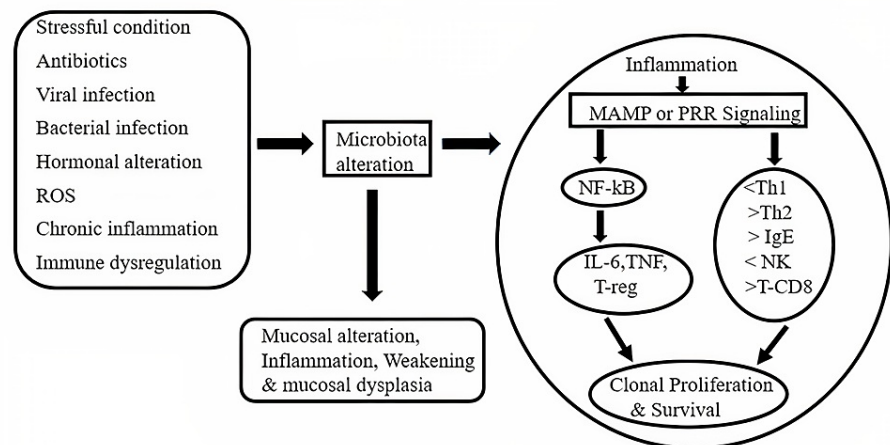 Stressful condition
Antibiotics
Viral infection
Bacterial infection
Hormonal alteration
ROS
Chronic inflammation
Immune dysregulation
Microbiota
alteration
Mucosal alteration,
Inflammation, Weakening
& mucosal dysplasia
Inflammation
MAMP or PRR Signaling
NF-kB
IL-6,TNF,
T-reg
<Th1
>Th2
> IgE
< NK
>T-CD8
Clonal Proliferation
& Survival